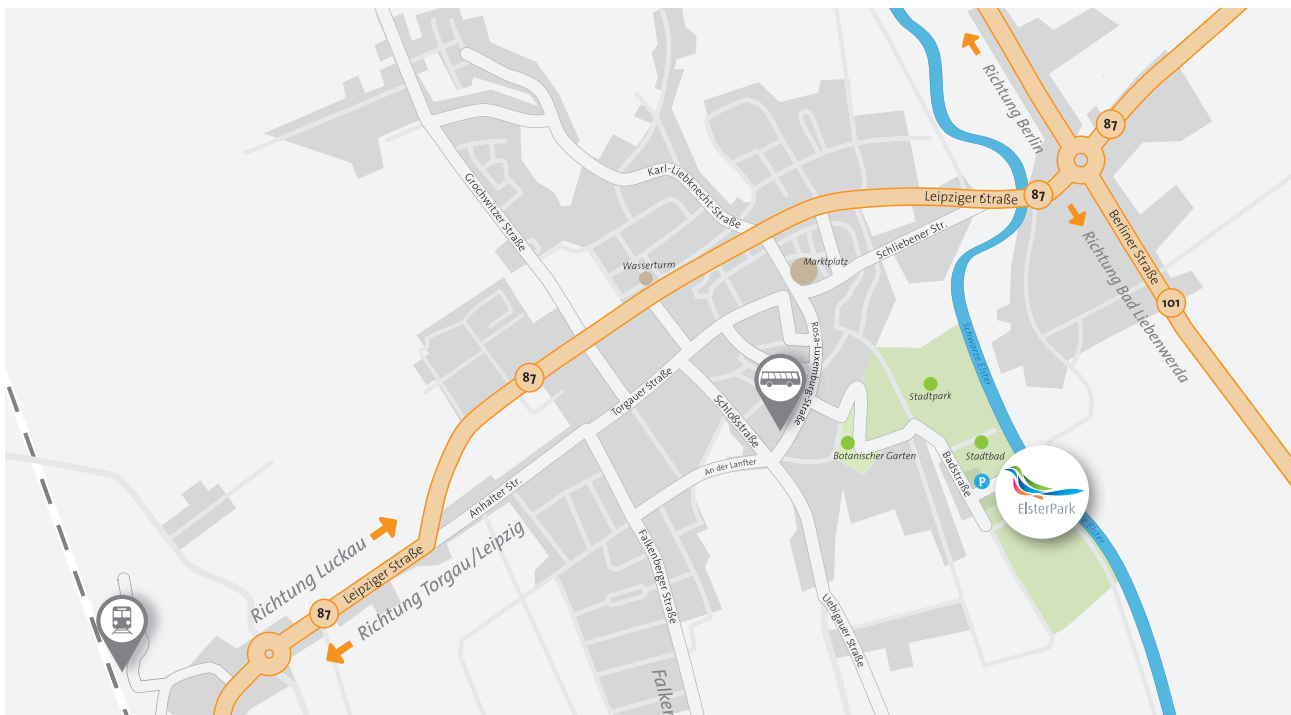 87
Richtung Berlin
Karl-Liebknecht-Straße
Grochwitzer Straße
Leipziger Straße
87
Schliebener Str.
Berliner Straße
Richtung Bad Liebenwerda
Marktplatz
Wasserturm
101
Rosa-Luxemburg-Straße
Schwarze Elster
87
Torgauer Straße
Stadtpark
Schloßstraße
Botanischer Garten
Stadtbad
Badstraße
An der Lanfter
P
Anhalter Str.
ElsterPark
Elster
Richtung Luckau
Leipziger Straße
Richtung Torgau/Leipzig
Falkenberger Straße
Uebigauer Straße
87
Falken